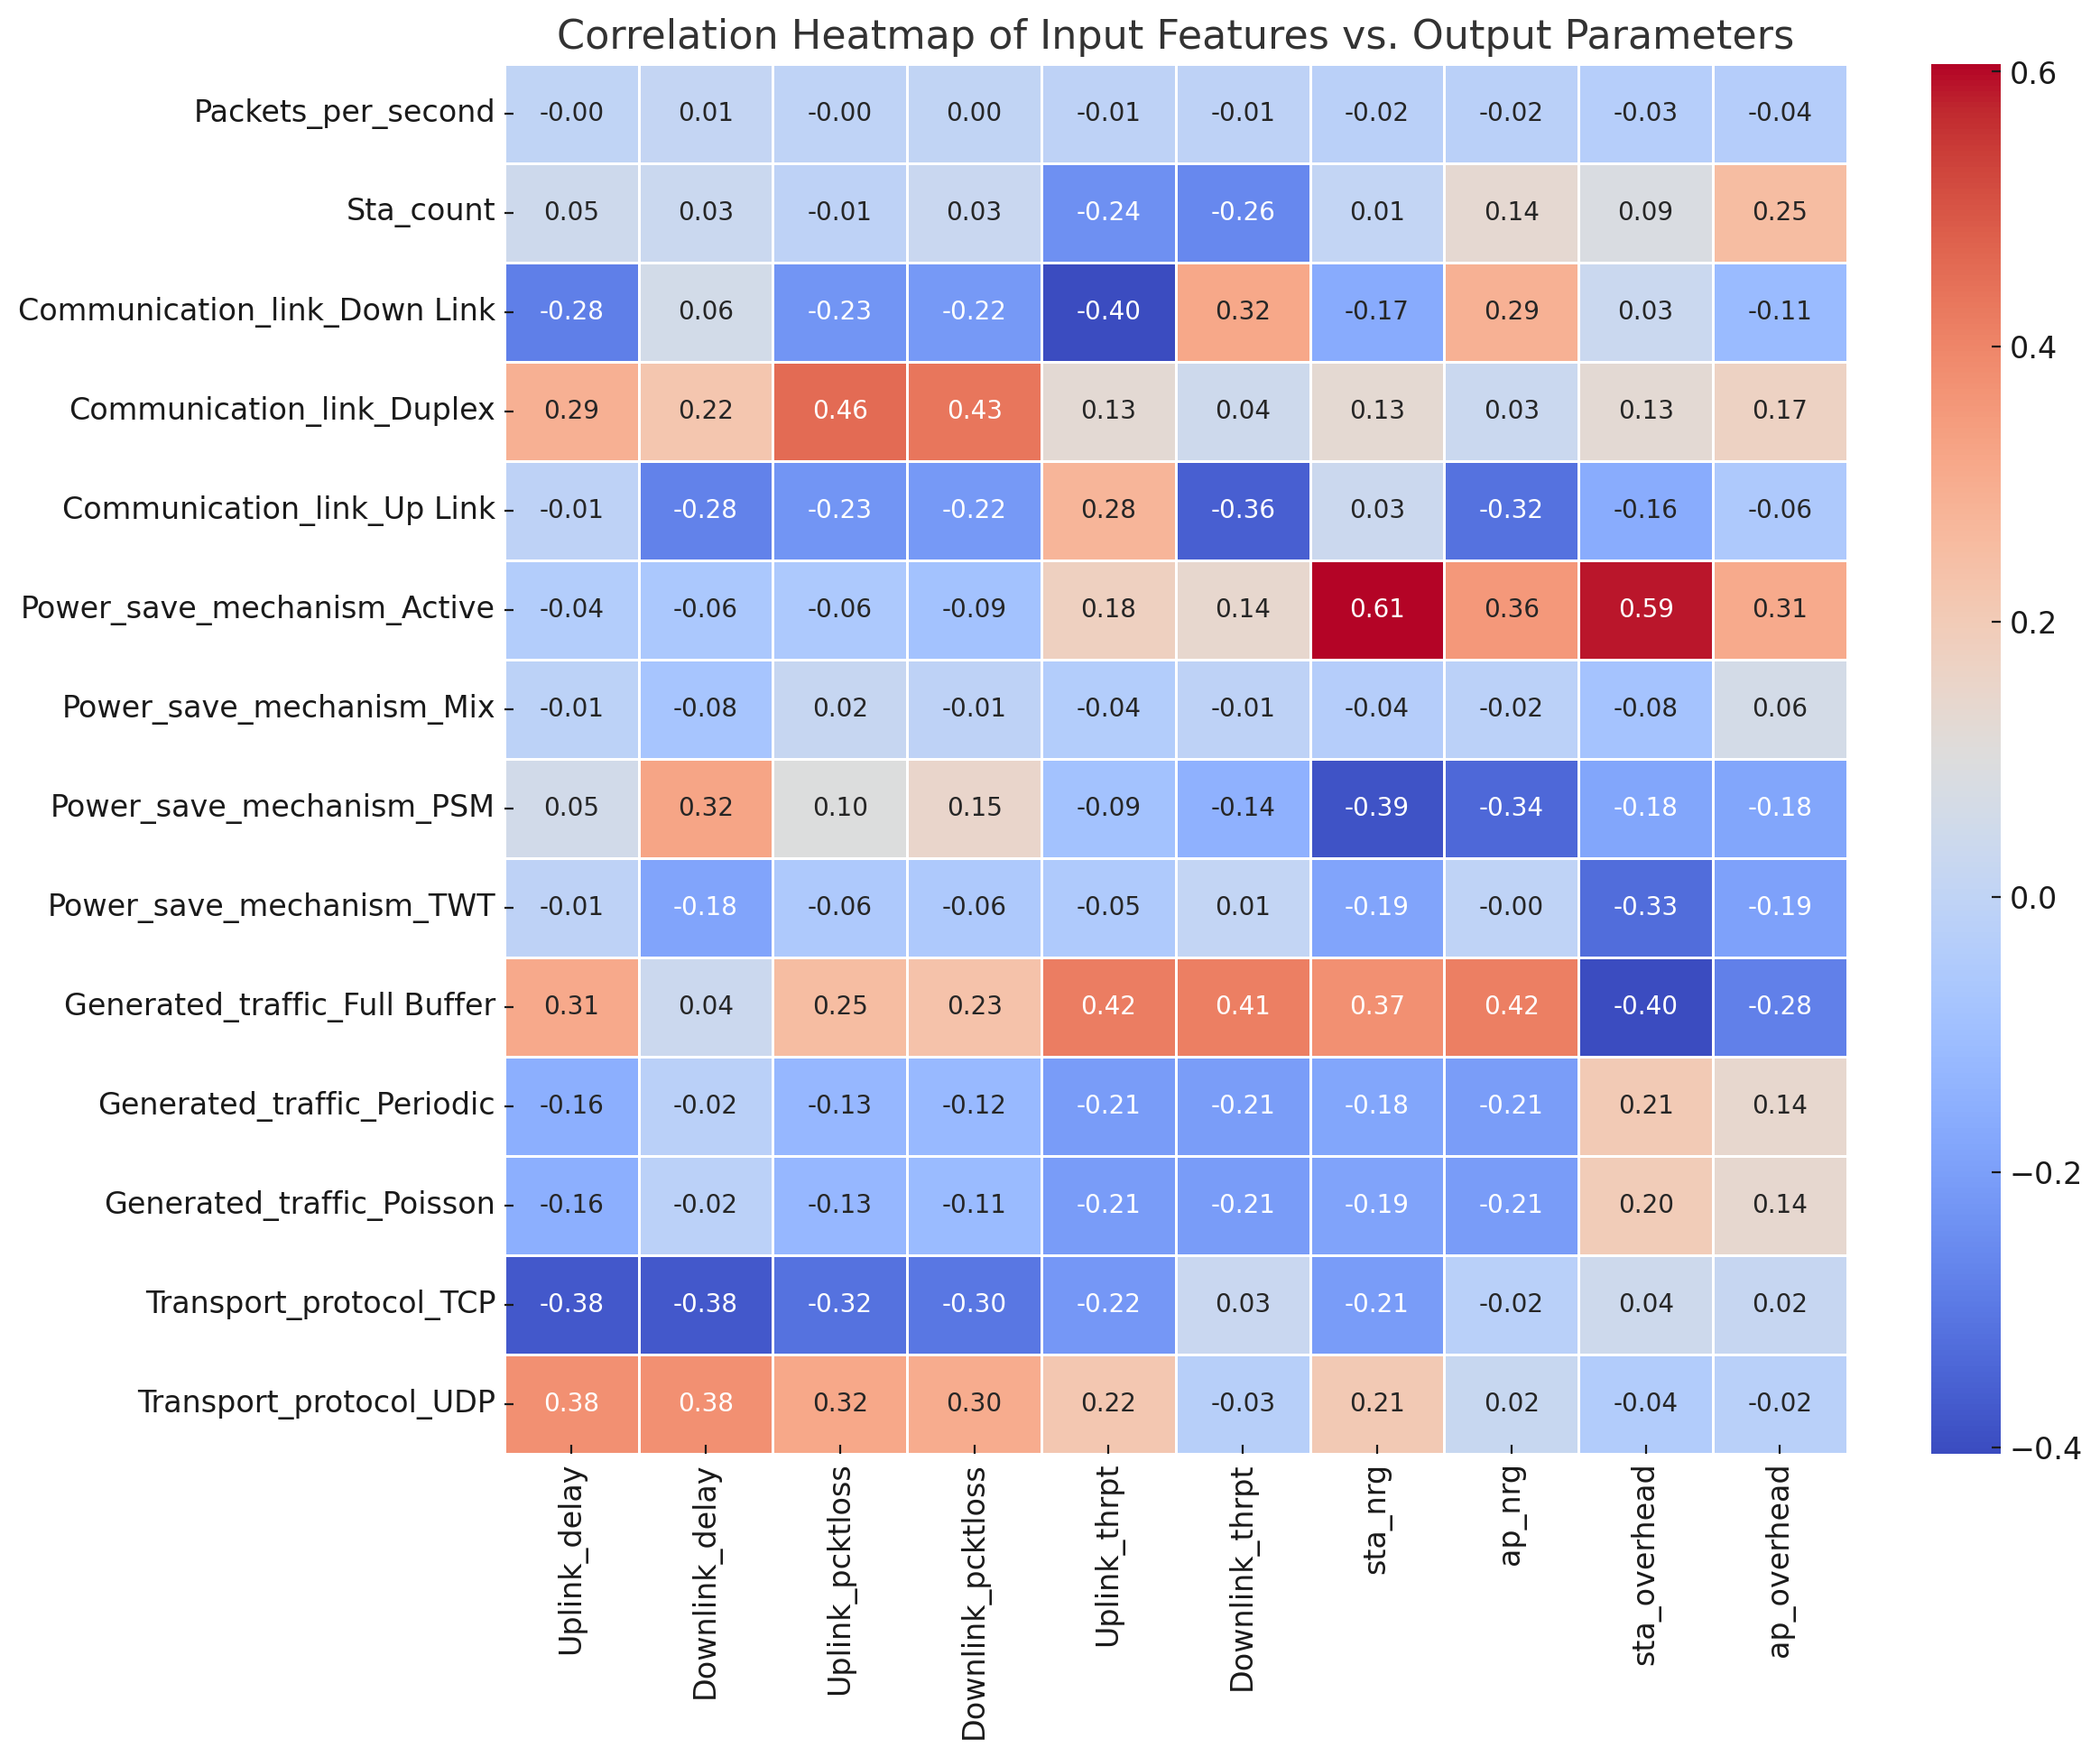 Correlation Heatmap of Input Features vs. Output Parameters
Packets_per_second -0.00 0.01 -0.00 0.00 -0.01 -0.01 -0.02 -0.02 -0.03 -0.04
Sta_count 0.05 0.03 -0.01 0.03 -0.24 -0.26 0.01 0.14 0.09 0.25
Communication_link_Down Link -0.28 0.06 -0.23 -0.22 -0.40 0.32 -0.17 0.29 0.03 -0.11
Communication_link_Duplex 0.29 0.22 0.46 0.43 0.13 0.04 0.13 0.03 0.13 0.17
Communication_link_Up Link -0.01 -0.28 -0.23 -0.22 0.28 -0.36 0.03 -0.32 -0.16 -0.06
Power_save_mechanism_Active -0.04 -0.06 -0.06 -0.09 0.18 0.14 0.61 0.36 0.59 0.31
Power_save_mechanism_Mix -0.01 -0.08 0.02 -0.01 -0.04 -0.01 -0.04 -0.02 -0.08 0.06
Power_save_mechanism_PSM 0.05 0.32 0.10 0.15 -0.09 -0.14 -0.39 -0.34 -0.18 -0.18
Power_save_mechanism_TWT -0.01 -0.18 -0.06 -0.06 -0.05 0.01 -0.19 -0.00 -0.33 -0.19
Generated_traffic_Full Buffer 0.31 0.04 0.25 0.23 0.42 0.41 0.37 0.42 -0.40 -0.28
Generated_traffic_Periodic -0.16 -0.02 -0.13 -0.12 -0.21 -0.21 -0.18 -0.21 0.21 0.14
Generated_traffic_Poisson -0.16 -0.02 -0.13 -0.11 -0.21 -0.21 -0.19 -0.21 0.20 0.14
Transport_protocol_TCP -0.38 -0.38 -0.32 -0.30 -0.22 0.03 -0.21 -0.02 0.04 0.02
Transport_protocol_UDP 0.38 0.38 0.32 0.30 0.22 -0.03 0.21 0.02 -0.04 -0.02
Uplink_delay
Downlink_delay
Uplink_pcktloss
Downlink_pcktloss
Uplink_thrpt
Downlink_thrpt
sta_nrg
ap_nrg
sta_overhead
ap_overhead
0.6
0.4
0.2
0.0
−0.2
−0.4